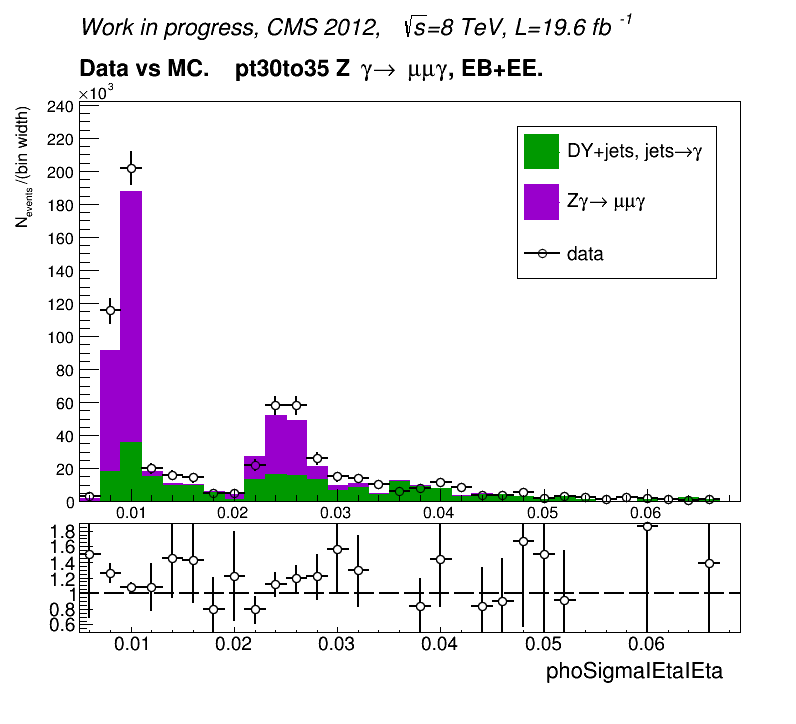 Work in progress, CMS 2012, √s=8 TeV, L=19.6 fb -1
Data vs MC. pt30to35 Z γ→ μμγ, EB+EE.
×10³
N events /(bin width)
240
220
200
180
160
140
120
100
80
60
40
20
0
DY+jets, jets→γ
Zγ→ μμγ
data
0.01 0.02 0.03 0.04 0.05 0.06
1.8
1.6
1.4
1.2
1
0.8
0.6
0.01 0.02 0.03 0.04 0.05 0.06
phoSigmaIEtaIEta